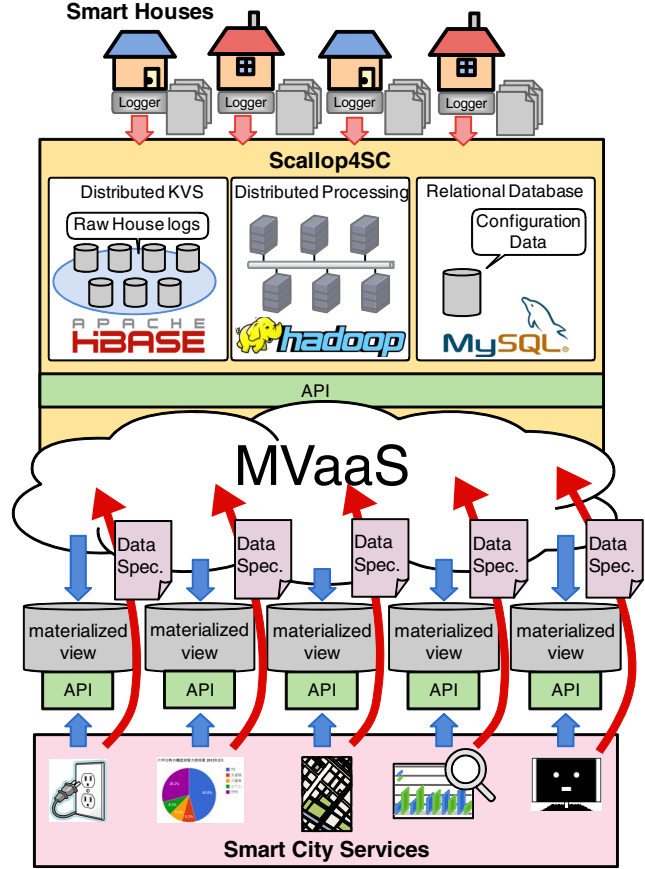 Smart Houses
Logger
Logger
Logger
Logger
Scallop4SC
Distributed KVS
Distributed Processing
Relational Database
Raw House logs
Configuration
Data
APACHE
HBASE
hadoop
MySQL®
API
MVaaS
Data
Spec.
Data
Spec.
Data
Spec.
Data
Spec.
Data
Spec.
materialized
view
materialized
view
materialized
view
materialized
view
materialized
view
API
API
API
API
API
Smart City Services